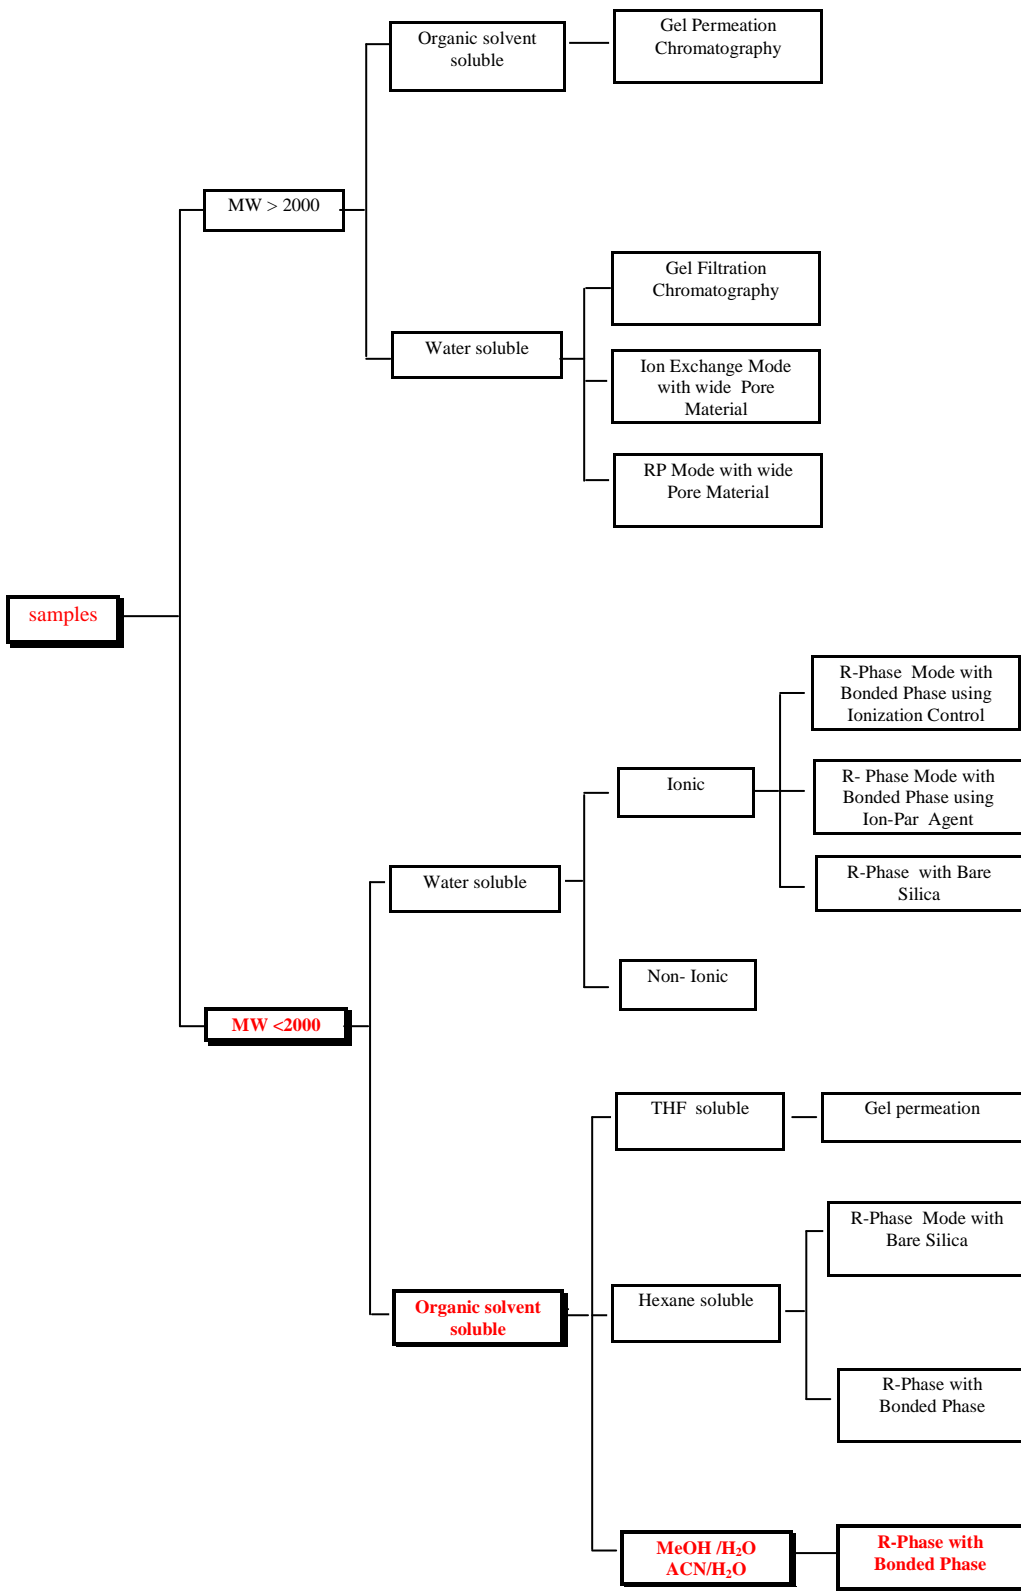 Organic solvent
soluble
Gel Permeation
Chromatography
MW > 2000
Gel Filtration
Chromatography
Water soluble
Ion Exchange Mode
with wide Pore
Material
RP Mode with wide
Pore Material
samples
R-Phase Mode with
Bonded Phase using
Ionization Control
Ionic
R- Phase Mode with
Bonded Phase using
Ion-Par Agent
Water soluble
R-Phase with Bare
Silica
Non- Ionic
MW <2000
THF soluble
Gel permeation
R-Phase Mode with
Bare Silica
Organic solvent
soluble
Hexane soluble
R-Phase with
Bonded Phase
MeOH /H₂O
ACN/H₂O
R-Phase with
Bonded Phase